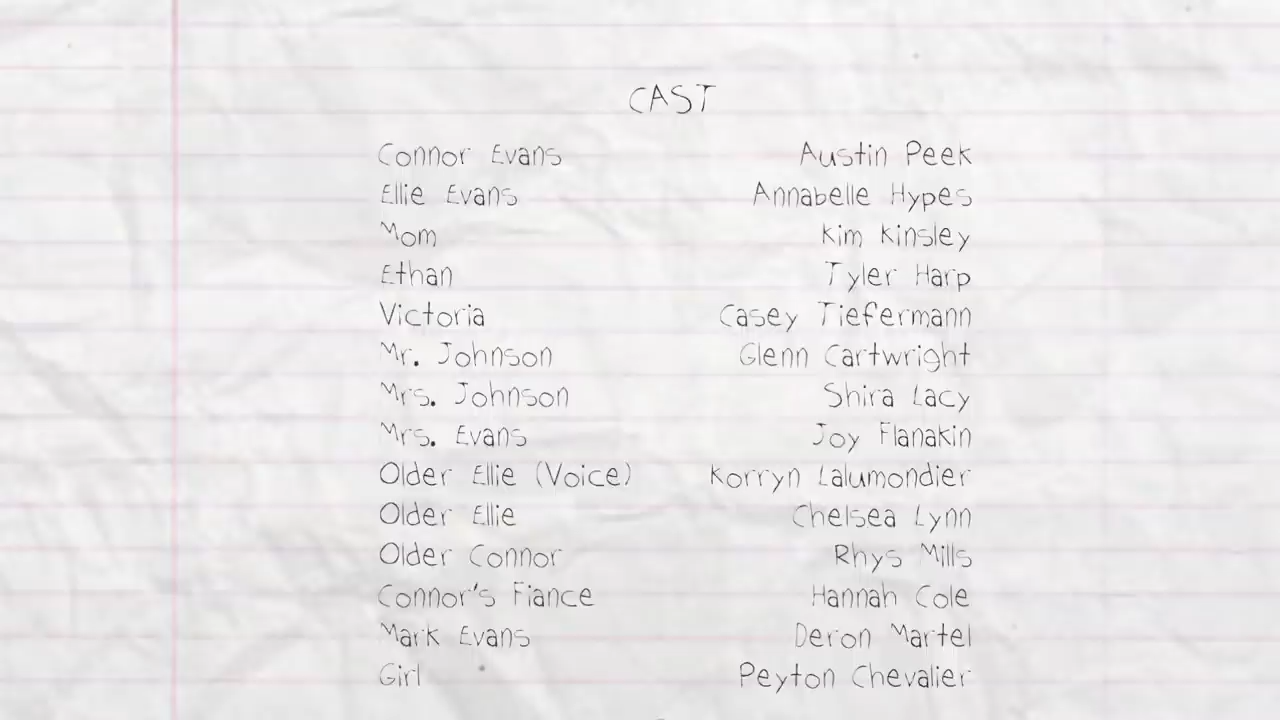 CAST
Connor Evans Austin Peek
Ellie Evans Annabelle Hypes
Mom Kim Kinsley
Ethan Tyler Harp
Victoria Casey Tiefermann
Mr. Johnson Glenn Cartwright
Mrs. Johnson Shira Lacy
Mrs. Evans Joy Flanakin
Older Ellie (Voice) Korryn Lalumondier
Older Ellie Chelsea Lynn
Older Connor Rhys Mills
Connor's Fiance Hannah Cole
Mark Evans Deron Martel
Girl Peyton Chevalier